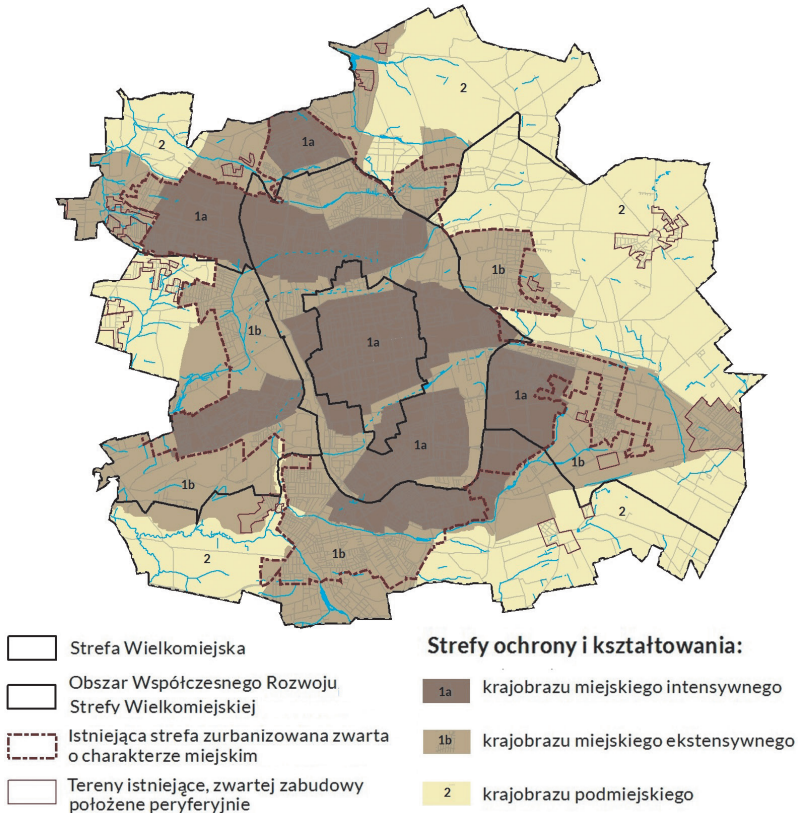 2
1a
2
1a
2
1b
1b
1a
1a
1a
1b
1b
2
1b
2
Strefa Wielkomiejska
Obszar Współczesnego Rozwoju
Strefy Wielkomiejskiej
Istniejąca strefa zurbanizowana zwarta
o charakterze miejskim
Tereny istniejące, zwartej zabudowy
położone peryferyjnie
Strefy ochrony i kształtowania:
1a krajobrazu miejskiego intensywnego
1b krajobrazu miejskiego ekstensywnego
2 krajobrazu podmiejskiego